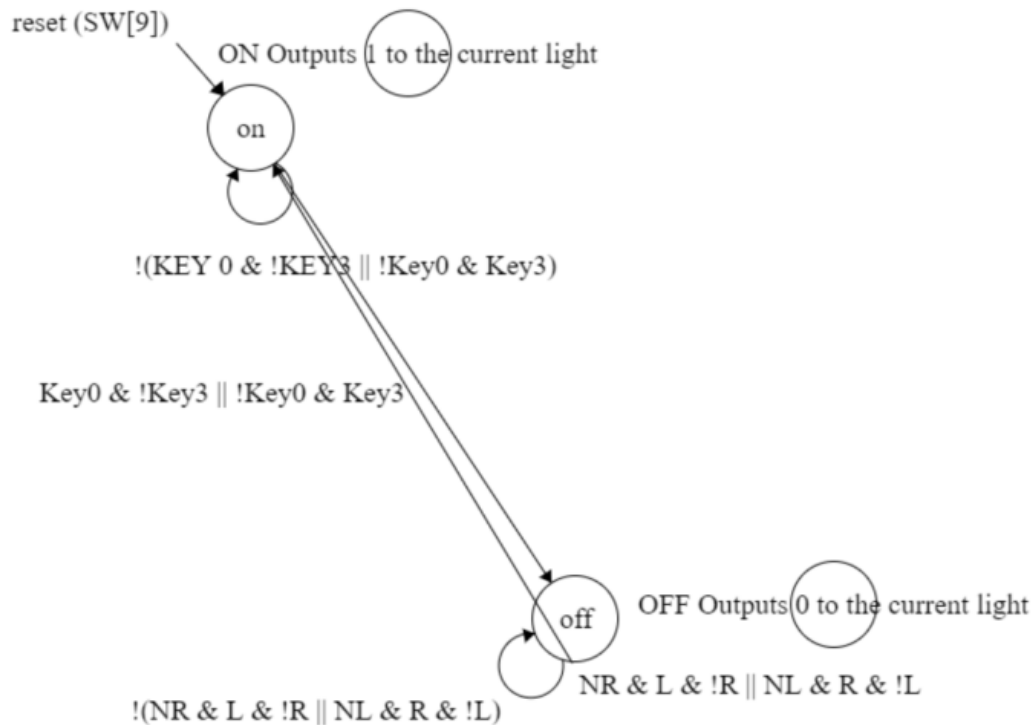 reset (SW[9])
ON Outputs 1 to the current light
on
!(KEY 0 & !KEY3 || !Key0 & Key3)
Key0 & !Key3 || !Key0 & Key3
off
OFF Outputs 0 to the current light
NR & L & !R || NL & R & !L
!(NR & L & !R || NL & R & !L)